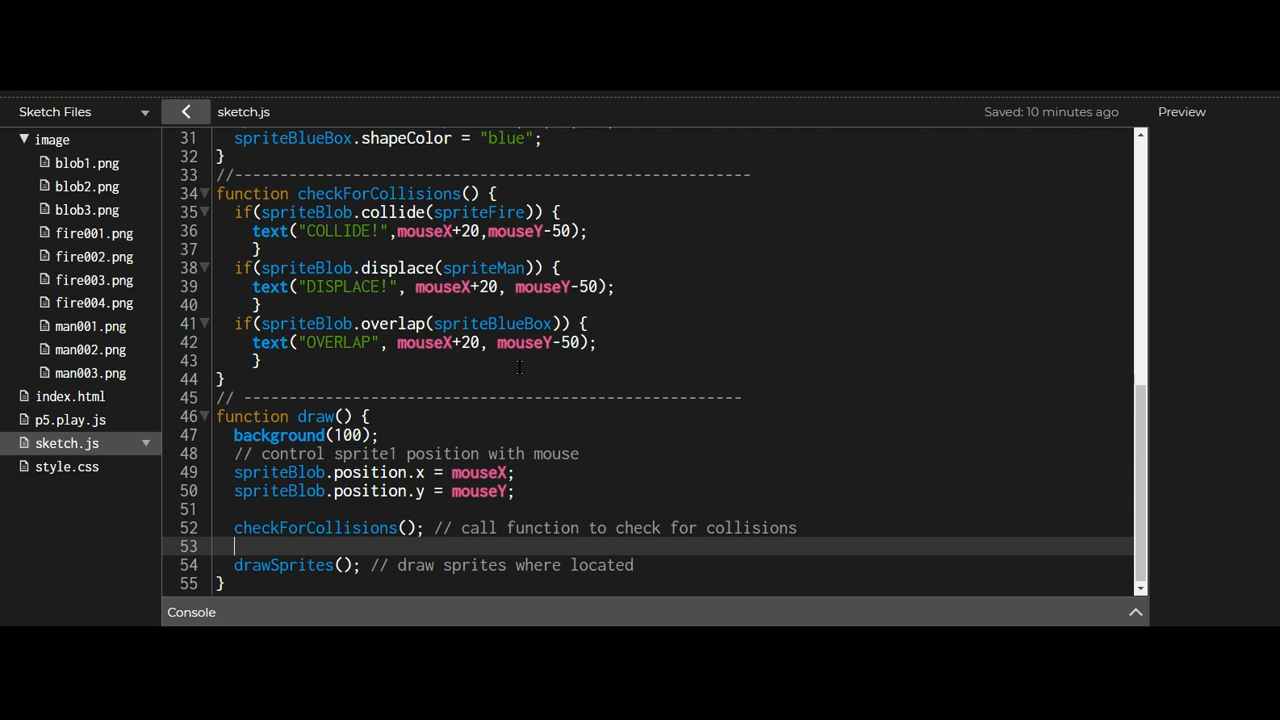 Sketch Files
sketch.js
Saved: 10 minutes ago
Preview
image
blob1.png
blob2.png
blob3.png
fire001.png
fire002.png
fire003.png
fire004.png
man001.png
man002.png
man003.png
index.html
p5.play.js
sketch.js
style.css
31 spriteBlueBox.shapeColor = "blue";
32 }
33 //---------------------------------------------------------
34 function checkForCollisions() {
35 if(spriteBlob.collide(spriteFire)) {
36 text("COLLIDE!",mouseX+20,mouseY-50);
37 }
38 if(spriteBlob.displace(spriteMan)) {
39 text("DISPLACE!", mouseX+20, mouseY-50);
40 }
41 if(spriteBlob.overlap(spriteBlueBox)) {
42 text("OVERLAP", mouseX+20, mouseY-50);
43 }
44 }
45 // -------------------------------------------------------
46 function draw() {
47 background(100);
48 // control sprite1 position with mouse
49 spriteBlob.position.x = mouseX;
50 spriteBlob.position.y = mouseY;
51
52 checkForCollisions(); // call function to check for collisions
53
54 drawSprites(); // draw sprites where located
55 }
Console